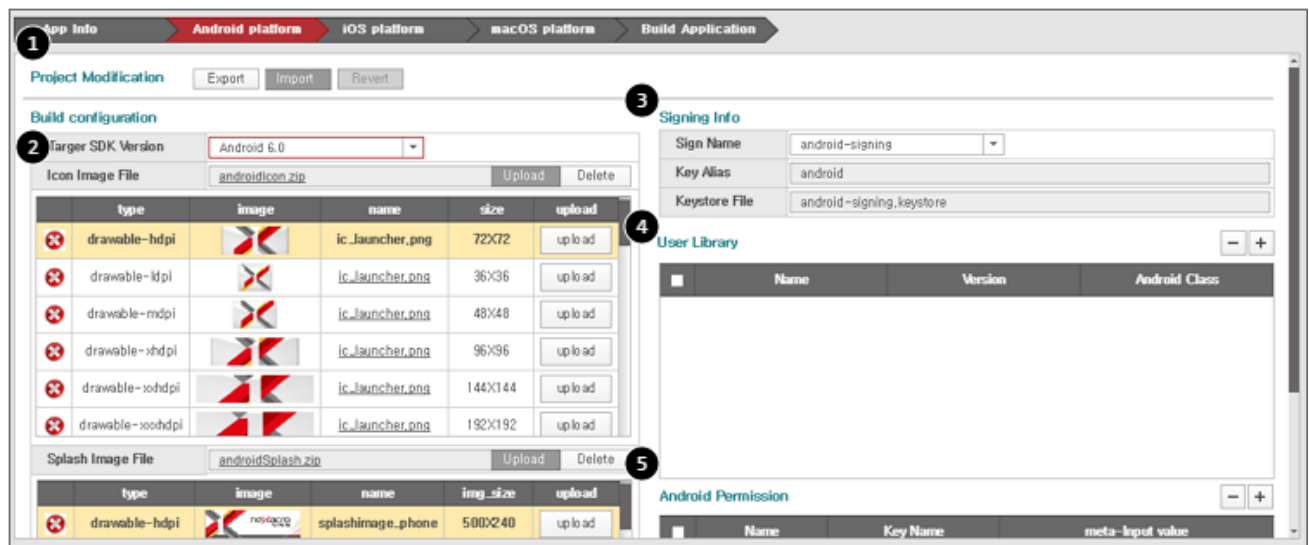 App Info Android platform iOS platform macOS platform Build Application
1
Project Modification Export Import Revert
Build configuration
2
Targer SDK Version Android 6.0
Icon Image File androidIcon.zip Upload Delete
type image name size upload
drawable-hdpi ic_launcher.png 72X72 upload
drawable-ldpi ic_launcher.png 36X36 upload
drawable-mdpi ic_launcher.png 48X48 upload
drawable-xhdpi ic_launcher.png 96X96 upload
drawable-xxhdpi ic_launcher.png 144X144 upload
drawable-xxxhdpi ic_launcher.png 192X192 upload
Splash Image File androidSplash.zip Upload Delete
type image name img_size upload
drawable-hdpi splashimage_phone 500X240 upload
3
Signing Info
Sign Name android-signing
Key Alias android
Keystore File android-signing.keystore
4
User Library - +
Name Version Android Class
5
Android Permission - +
Name Key Name meta-Input value